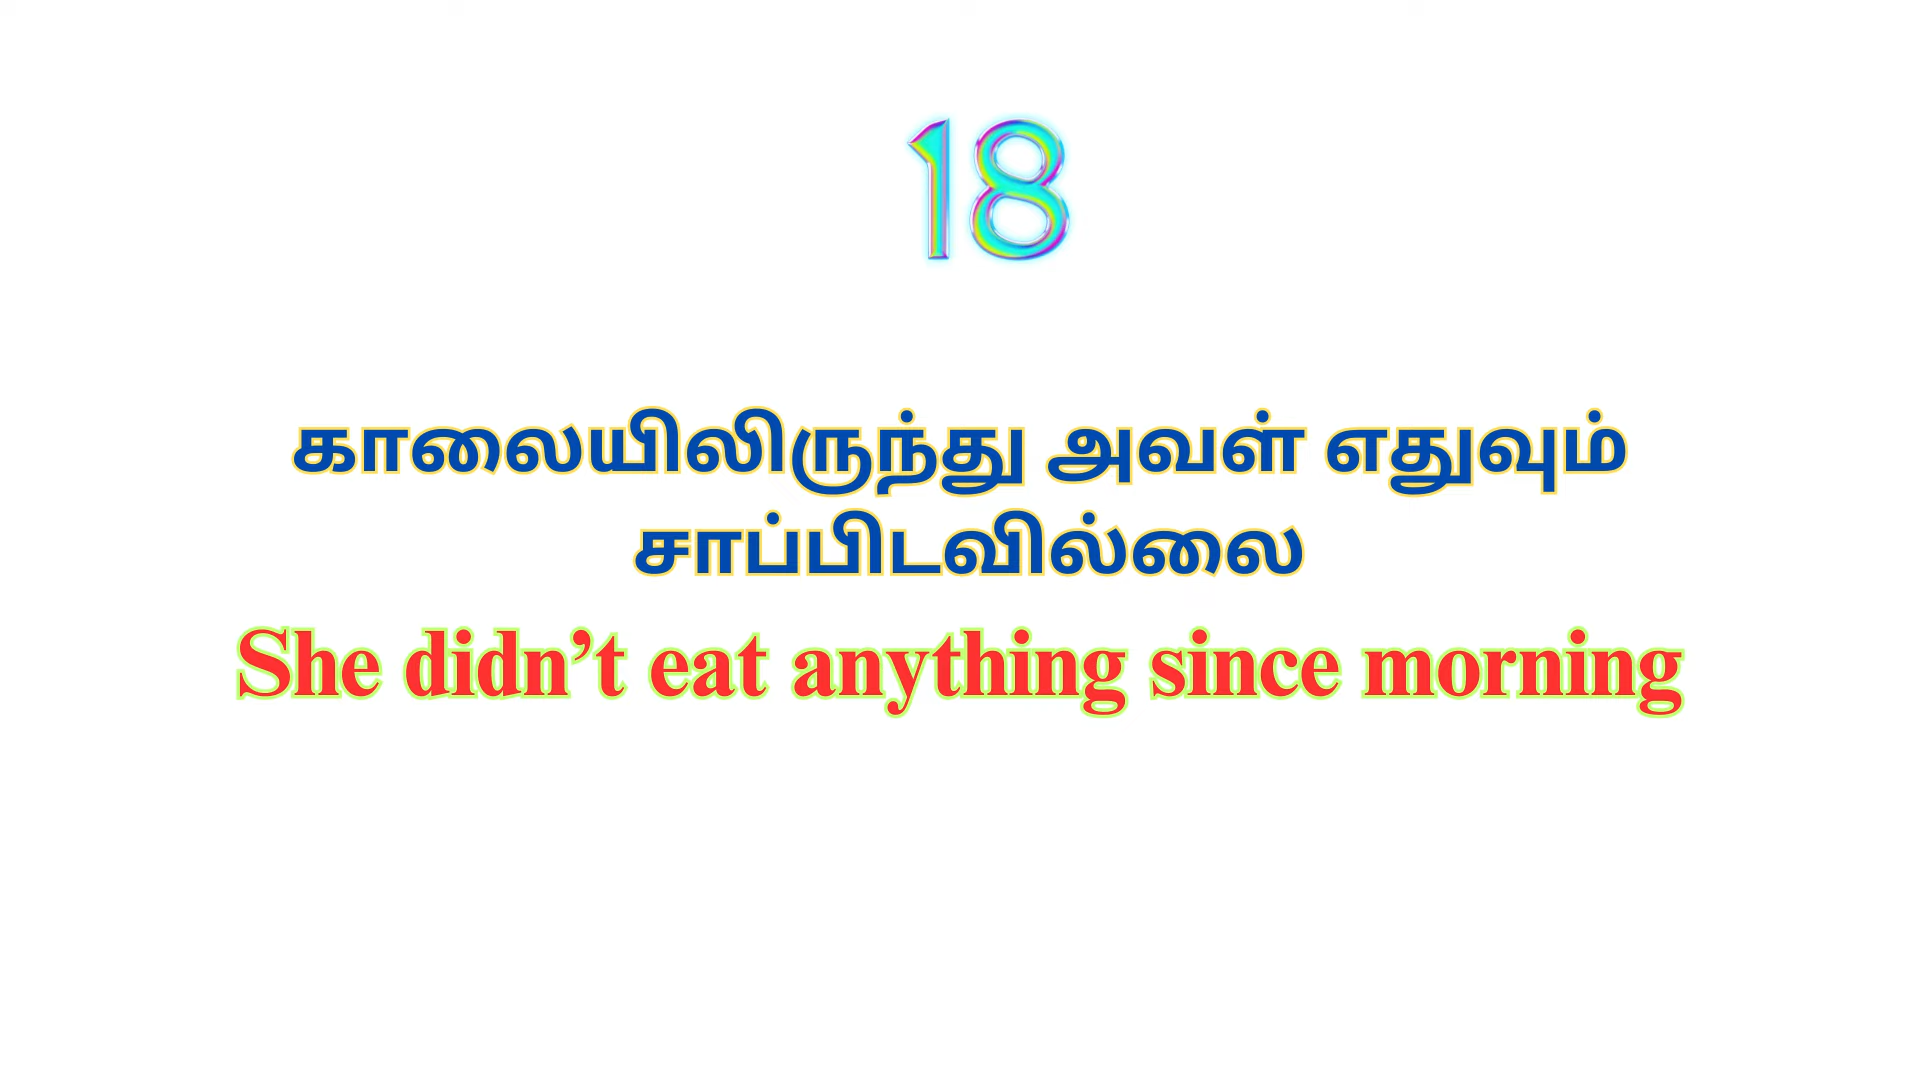 18
காலையிலிருந்து அவள் எதுவும்
சாப்பிடவில்லை
She didn’t eat anything since morning